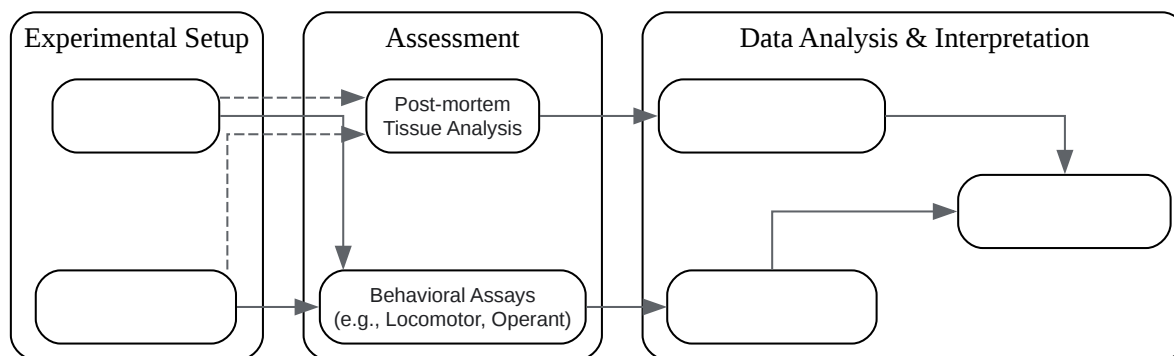 Experimental Setup
Assessment
Data Analysis & Interpretation
Post-mortem
Tissue Analysis
Behavioral Assays
(e.g., Locomotor, Operant)